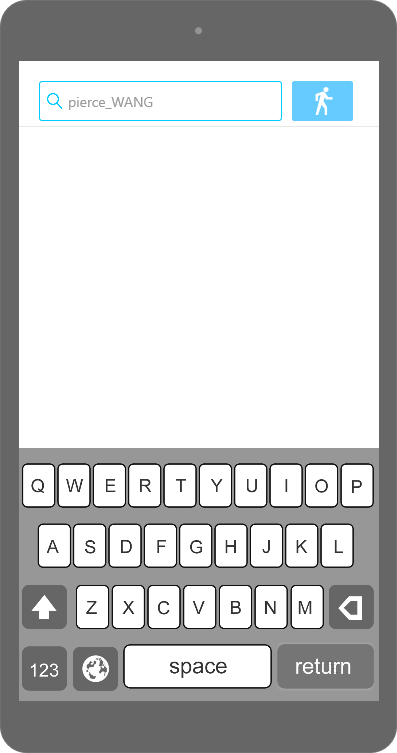 pierce_WANG
Q W E R T Y U I O P
A S D F G H J K L
Z X C V B N M
123 space return